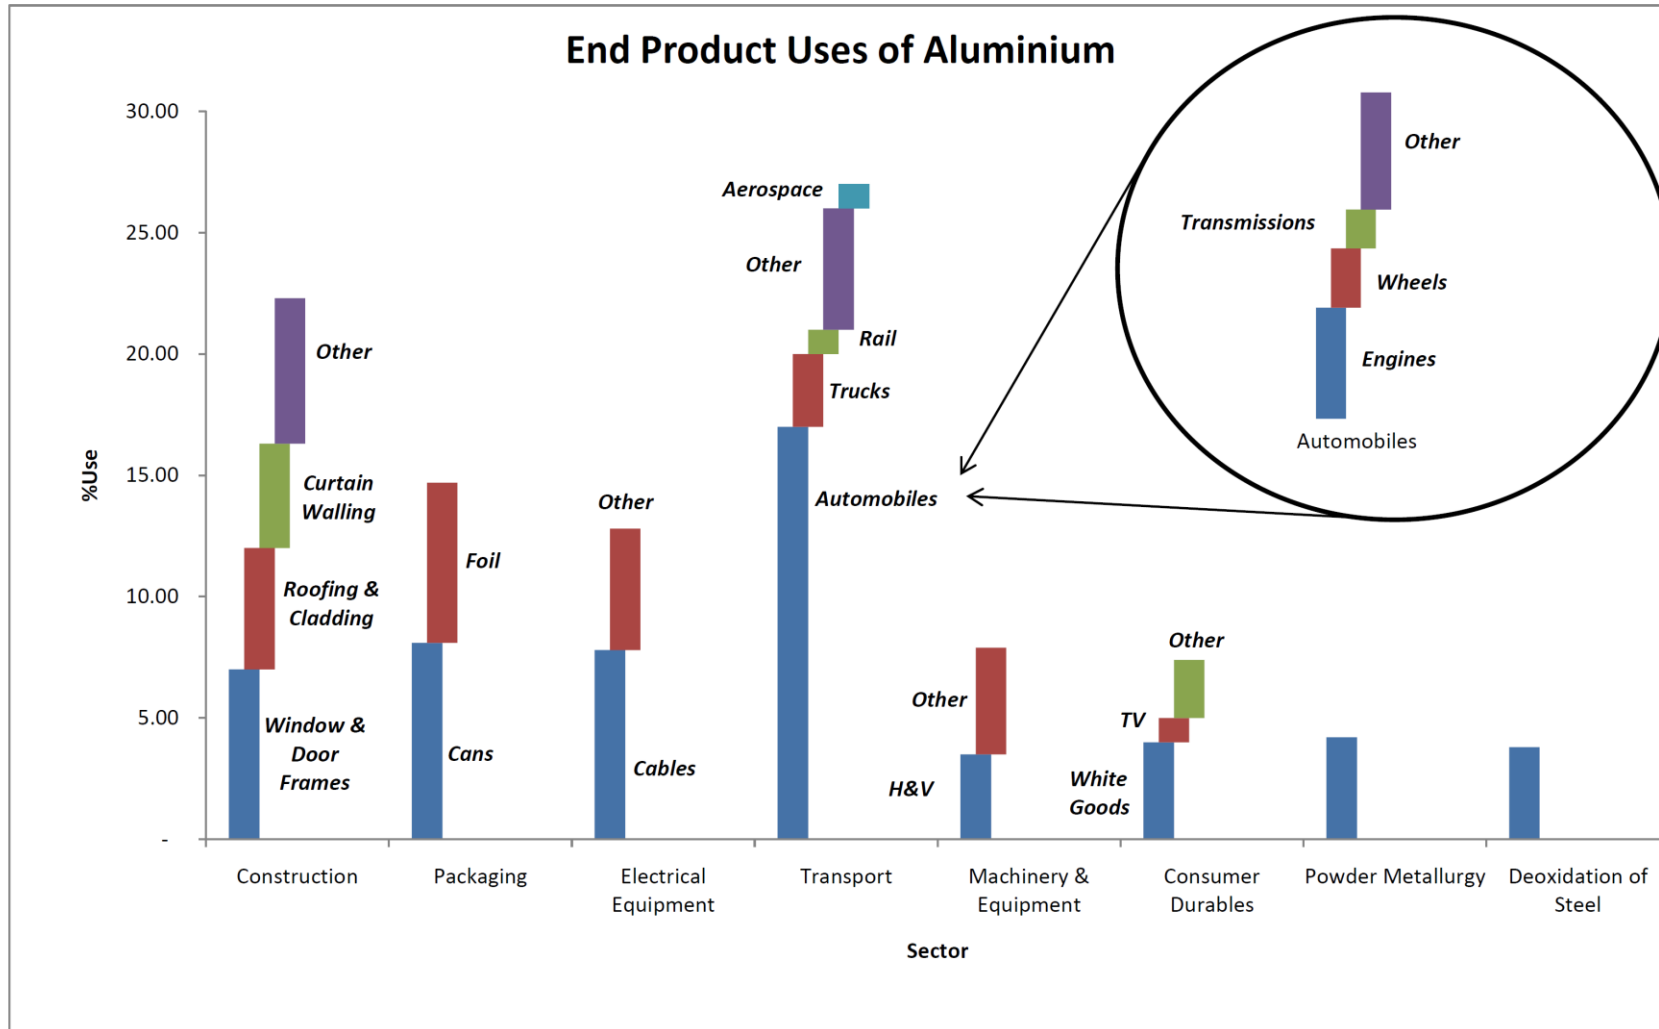 End Product Uses of Aluminium
30.00
25.00
20.00
15.00
10.00
5.00
-
%Use
Other
Curtain
Walling
Roofing &
Cladding
Window &
Door
Frames
Foil
Cans
Other
Cables
Aerospace
Other
Rail
Trucks
Automobiles
Other
H&V
Other
TV
White
Goods
Other
Transmissions
Wheels
Engines
Automobiles
Construction
Packaging
Electrical
Equipment
Transport
Machinery &
Equipment
Consumer
Durables
Powder Metallurgy
Deoxidation of
Steel
Sector